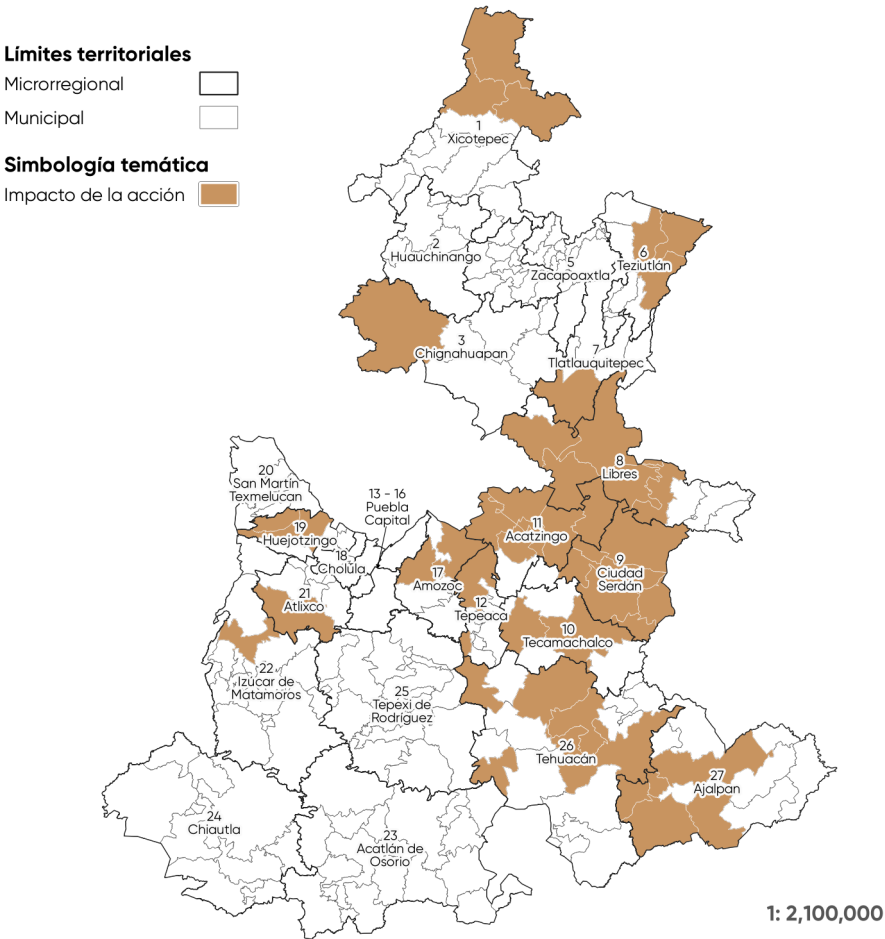 Límites territoriales
Microrregional
Municipal
Simbología temática
Impacto de la acción
1
Xicotepec
2
Huauchinango
5
Zacapoaxtla
6
Teziutlán
3
Chignahuapan
7
Tlatlauquitepec
20
San Martín
Texmelucan
8
Libres
13 - 16
Puebla
Capital
19
Huejotzingo
11
Acatzingo
18
Cholula
9
Ciudad
Serdán
17
Amozoc
21
Atlixco
12
Tepeaca
10
Tecamachalco
22
Izúcar de
Matamoros
25
Tepexi de
Rodríguez
26
Tehuacán
27
Ajalpan
24
Chiautla
23
Acatlán de
Osorio
1: 2,100,000